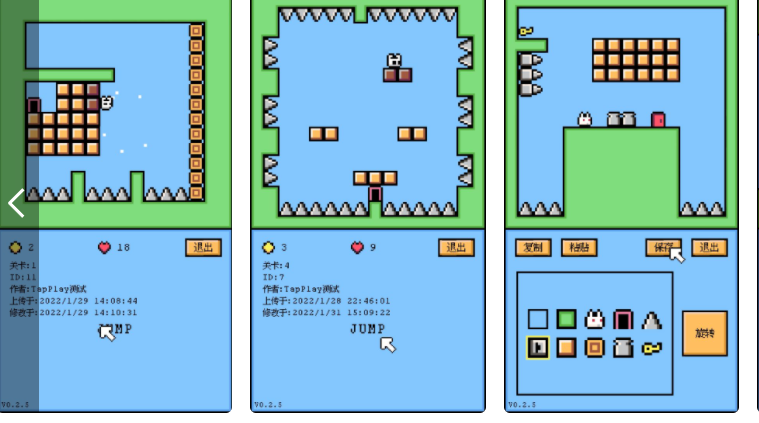 2
18
退出
关卡:1
ID:11
作者:TapPlay测试
上传于:2022/1/29 14:08:44
修改于:2022/1/31 14:10:31
JUMP
V0.2.5
3
9
退出
关卡:4
ID:7
作者:TapPlay测试
上传于:2022/1/28 22:46:01
修改于:2022/1/31 15:09:22
JUMP
V0.2.5
复制
粘贴
保存
退出
旋转
V0.2.5